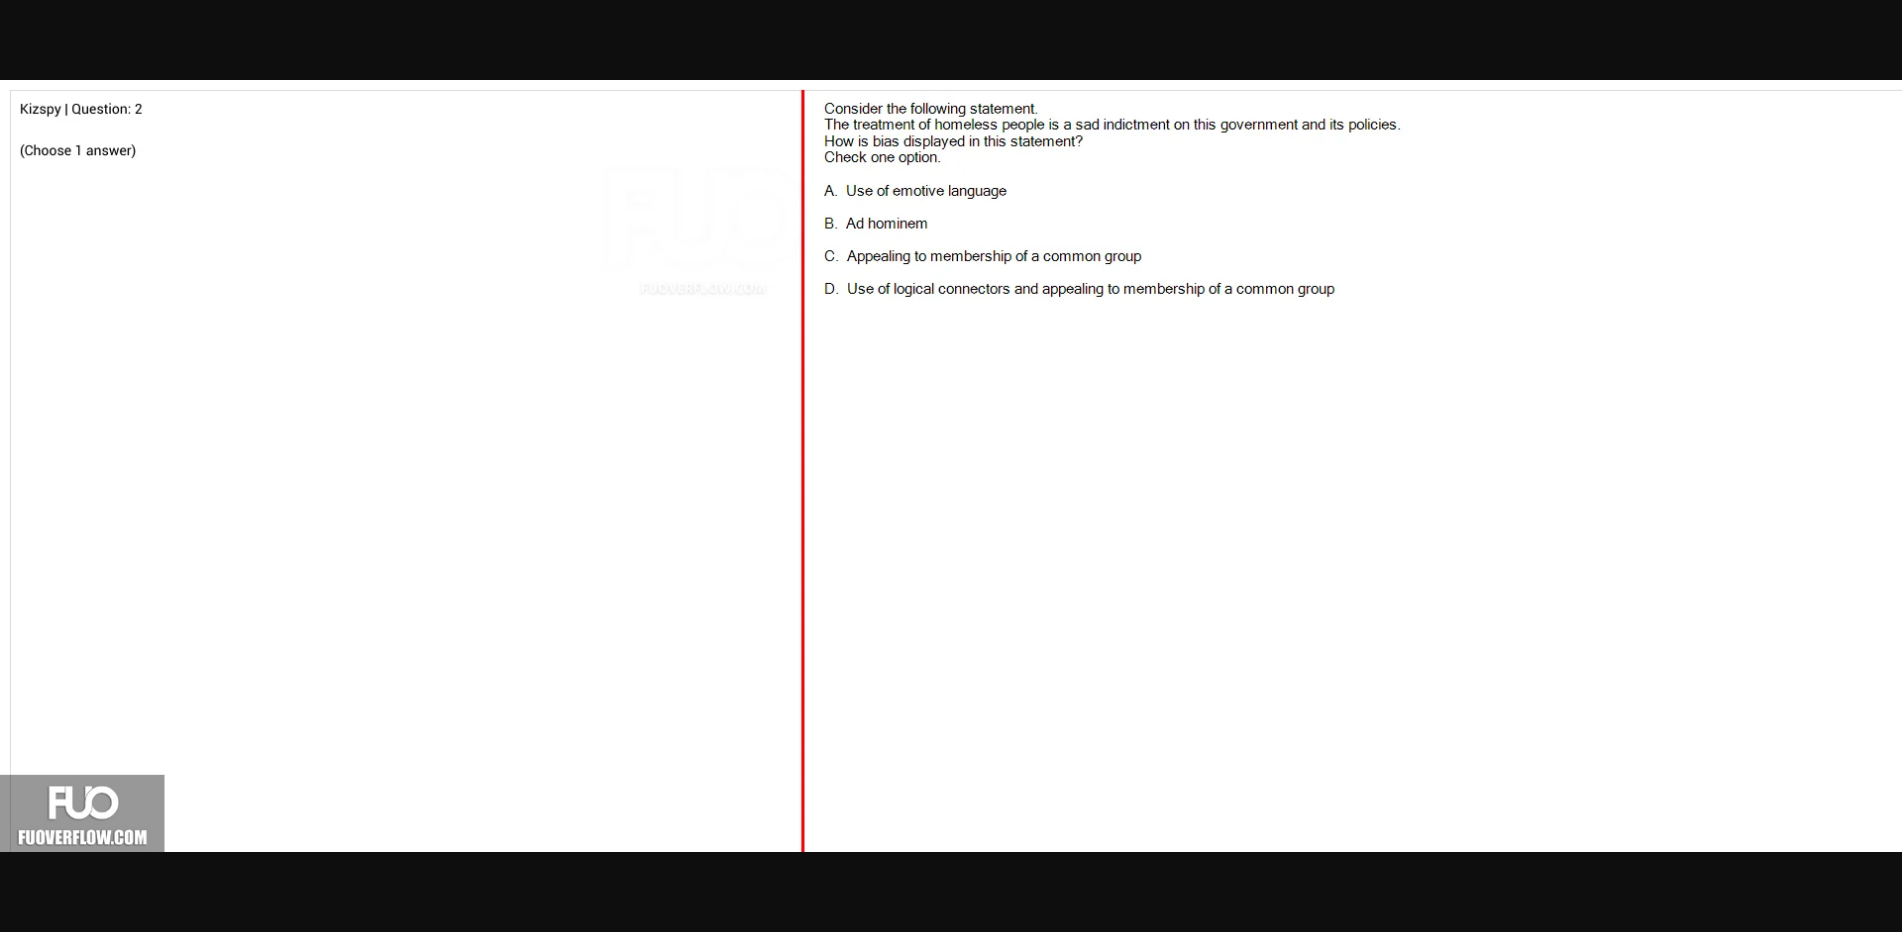 Kizspy | Question: 2
(Choose 1 answer)
Consider the following statement.
The treatment of homeless people is a sad indictment on this government and its policies.
How is bias displayed in this statement?
Check one option.
A. Use of emotive language
B. Ad hominem
C. Appealing to membership of a common group
D. Use of logical connectors and appealing to membership of a common group
FUO
FUOVERFLOW.COM
FUO
FUOVERFLOW.COM